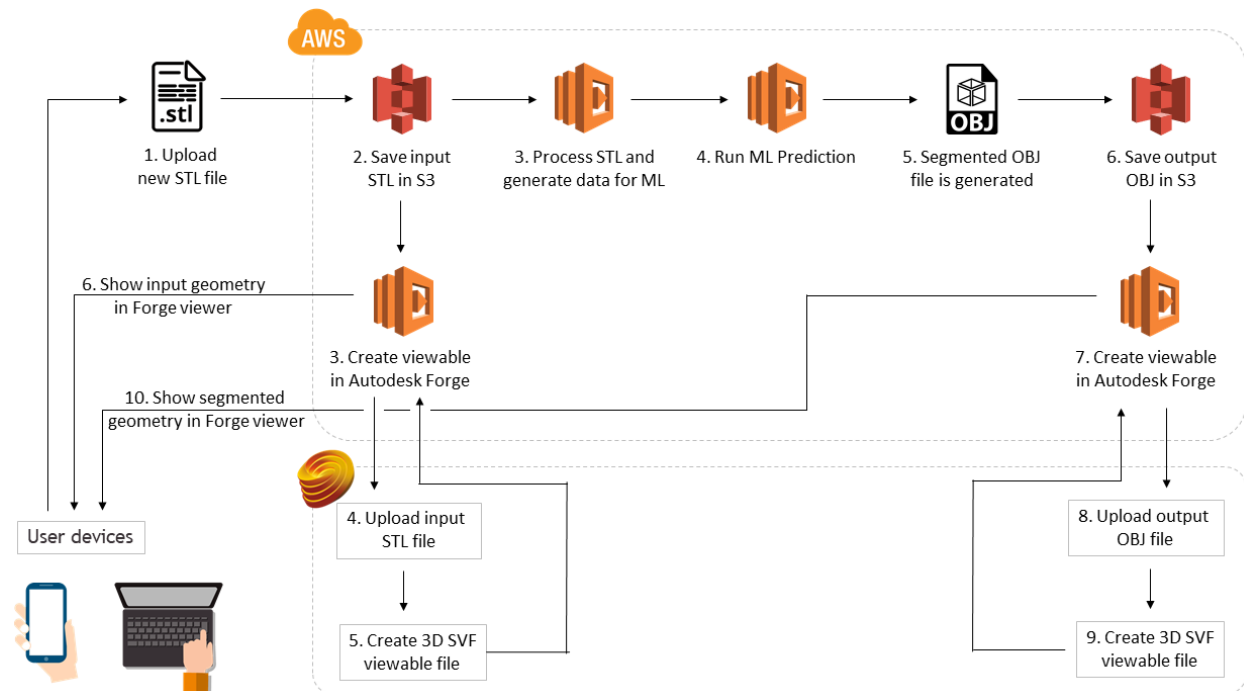 AWS
.stl
OBJ
1. Upload
new STL file
2. Save input
STL in S3
3. Process STL and
generate data for ML
4. Run ML Prediction
5. Segmented OBJ
file is generated
6. Save output
OBJ in S3
6. Show input geometry
in Forge viewer
3. Create viewable
in Autodesk Forge
7. Create viewable
in Autodesk Forge
10. Show segmented
geometry in Forge viewer
User devices
4. Upload input
STL file
8. Upload output
OBJ file
5. Create 3D SVF
viewable file
9. Create 3D SVF
viewable file